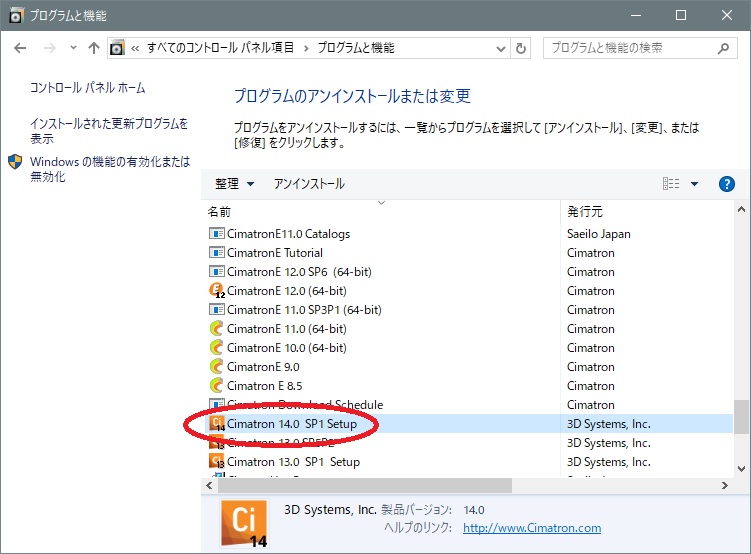 プログラムと機能
すべてのコントロール パネル項目 › プログラムと機能
プログラムと機能の検索
コントロール パネル ホーム
インストールされた更新プログラムを
表示
Windows の機能の有効化または
無効化
プログラムのアンインストールまたは変更
プログラムをアンインストールするには、一覧からプログラムを選択して [アンインストール]、[変更]、または
[修復] をクリックします。
整理 アンインストール
名前 発行元
CimatronE11.0 Catalogs Saeilo Japan
CimatronE Tutorial Cimatron
CimatronE 12.0 SP6 (64-bit) Cimatron
CimatronE 12.0 (64-bit) Cimatron
CimatronE 11.0 SP3P1 (64-bit) Cimatron
CimatronE 11.0 (64-bit) Cimatron
CimatronE 10.0 (64-bit) Cimatron
CimatronE 9.0 Cimatron
Cimatron E 8.5 Cimatron
Cimatron Download Schedule Cimatron
Cimatron 14.0 SP1 Setup 3D Systems, Inc.
Cimatron 13.0 SP5P2 3D Systems, Inc.
Cimatron 13.0 SP1 Setup 3D Systems, Inc.
Ci 14
3D Systems, Inc. 製品バージョン: 14.0
ヘルプのリンク: http://www.Cimatron.com